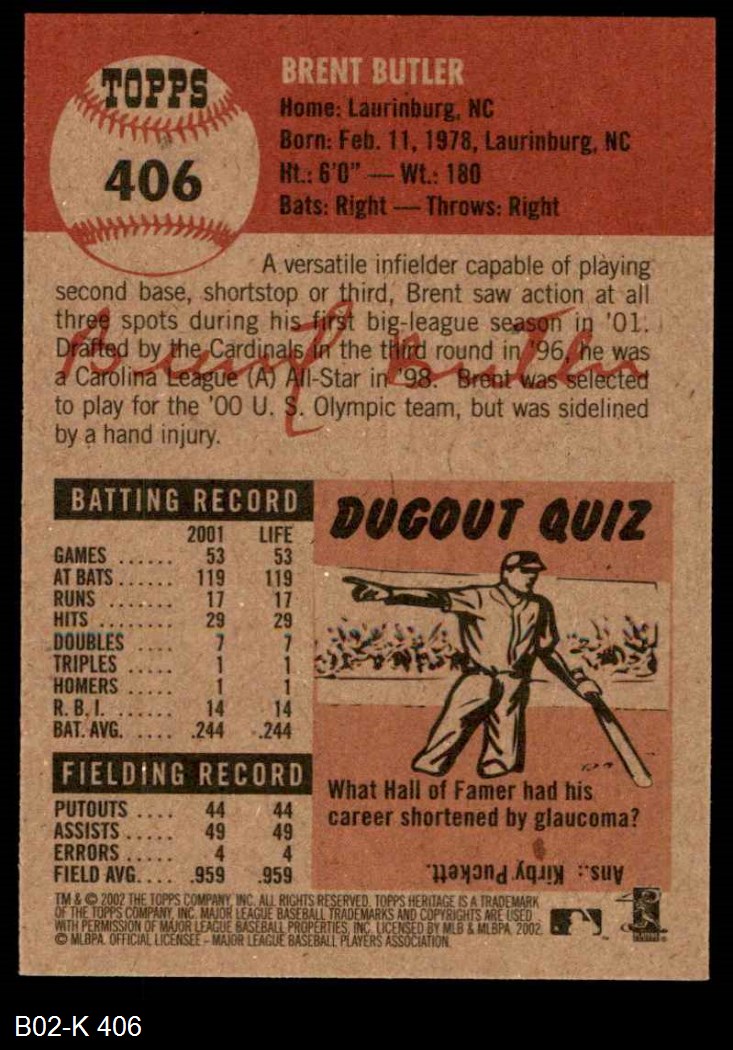 TOPPS
406
BRENT BUTLER
Home: Laurinburg, NC
Born: Feb. 11, 1978, Laurinburg, NC
Ht.: 6'0" — Wt.: 180
Bats: Right — Throws: Right
A versatile infielder capable of playing
second base, shortstop or third, Brent saw action at all
three spots during his first big-league season in '01.
Drafted by the Cardinals in the third round in '96, he was
a Carolina League (A) All-Star in '98. Brent was selected
to play for the '00 U. S. Olympic team, but was sidelined
by a hand injury.
Brent Butler
BATTING RECORD
2001 LIFE
GAMES ...... 53 53
AT BATS ...... 119 119
RUNS ....... 17 17
HITS ........ 29 29
DOUBLES .... 7 7
TRIPLES ..... 1 1
HOMERS ..... 1 1
R. B. I. ...... 14 14
BAT. AVG. .... .244 .244
FIELDING RECORD
PUTOUTS .... 44 44
ASSISTS ..... 49 49
ERRORS ..... 4 4
FIELD AVG. ... .959 .959
DUGOUT QUIZ
What Hall of Famer had his
career shortened by glaucoma?
Ans.: Kirby Puckett.
TM & © 2002 THE TOPPS COMPANY, INC. ALL RIGHTS RESERVED. TOPPS HERITAGE IS A TRADEMARK
OF THE TOPPS COMPANY, INC. MAJOR LEAGUE BASEBALL TRADEMARKS AND COPYRIGHTS ARE USED
WITH PERMISSION OF MAJOR LEAGUE BASEBALL PROPERTIES, INC. LICENSED BY MLB & MLBPA. 2002.
© MLBPA. OFFICIAL LICENSEE – MAJOR LEAGUE BASEBALL PLAYERS ASSOCIATION.
B02-K 406